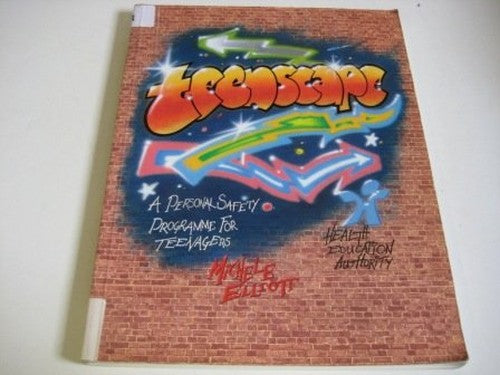 teenscape
A PERSONAL SAFETY
PROGRAMME FOR
TEENAGERS
MICHELE
ELLIOTT
HEALTH
EDUCATION
AUTHORITY